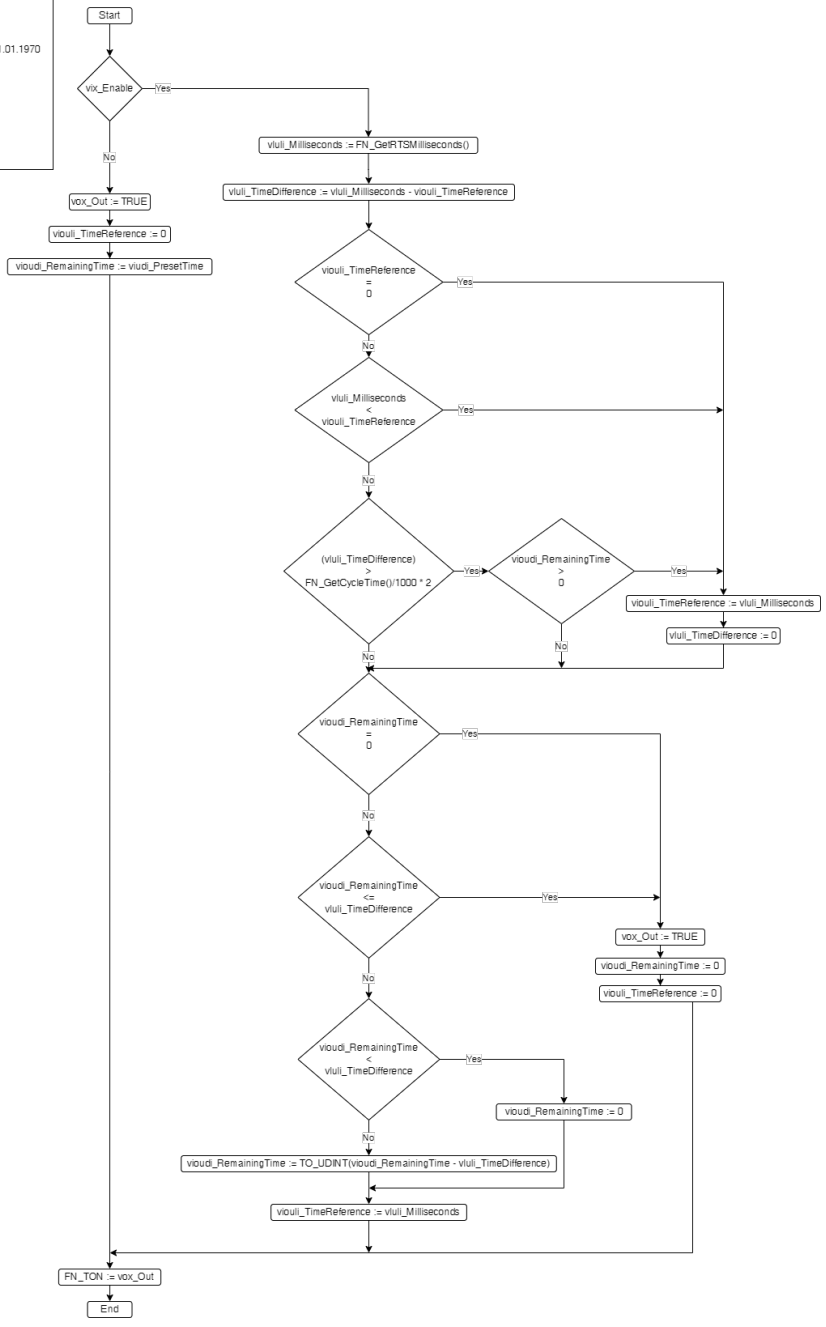 Start
1.01.1970
vix_Enable
Yes
No
vluli_Milliseconds := FN_GetRTSMilliseconds()
vluli_TimeDifference := vluli_Milliseconds - viouli_TimeReference
vox_Out := TRUE
viouli_TimeReference := 0
vioudi_RemainingTime := viudi_PresetTime
viouli_TimeReference
=
0
Yes
No
vluli_Milliseconds
<
viouli_TimeReference
Yes
No
(vluli_TimeDifference)
>
FN_GetCycleTime()/1000 * 2
Yes
vioudi_RemainingTime
>
0
Yes
viouli_TimeReference := vluli_Milliseconds
vluli_TimeDifference := 0
No
No
vioudi_RemainingTime
=
0
Yes
No
vioudi_RemainingTime
<=
vluli_TimeDifference
Yes
vox_Out := TRUE
vioudi_RemainingTime := 0
viouli_TimeReference := 0
No
vioudi_RemainingTime
<
vluli_TimeDifference
Yes
vioudi_RemainingTime := 0
No
vioudi_RemainingTime := TO_UDINT(vioudi_RemainingTime - vluli_TimeDifference)
viouli_TimeReference := vluli_Milliseconds
FN_TON := vox_Out
End